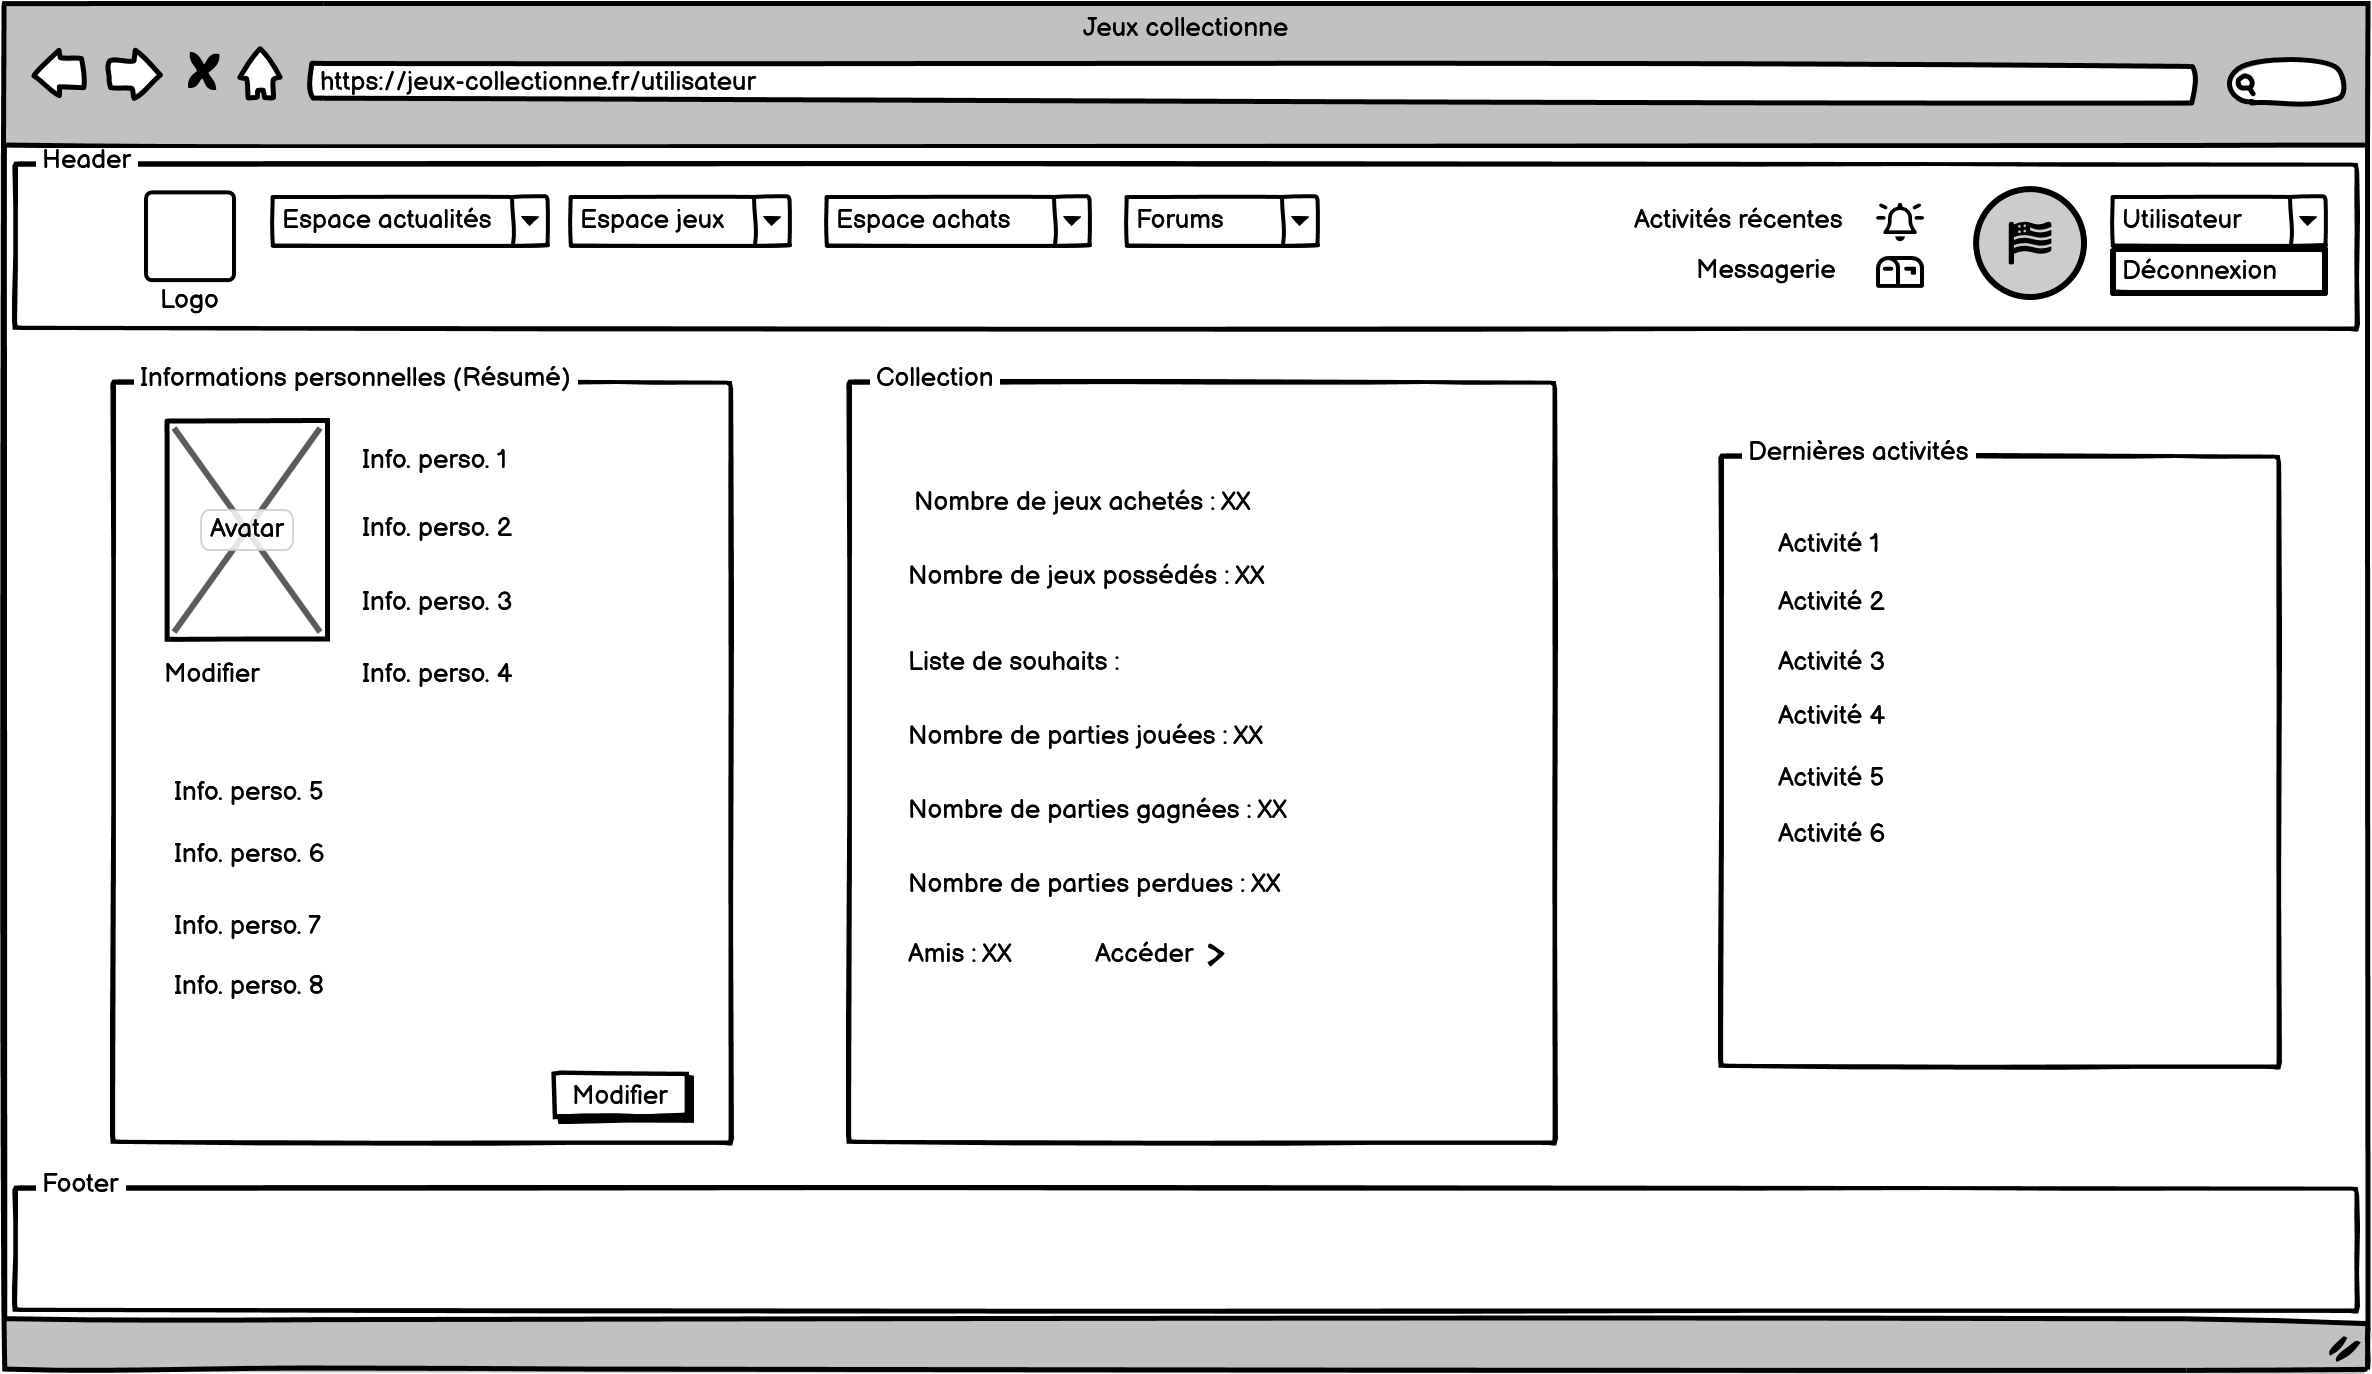 Jeux collectionne
https://jeux-collectionne.fr/utilisateur
Header
Espace actualités
Espace jeux
Espace achats
Forums
Activités récentes
Utilisateur
Messagerie
Déconnexion
Logo
Informations personnelles (Résumé)
Avatar
Info. perso. 1
Info. perso. 2
Info. perso. 3
Modifier
Info. perso. 4
Info. perso. 5
Info. perso. 6
Info. perso. 7
Info. perso. 8
Modifier
Collection
Nombre de jeux achetés : XX
Nombre de jeux possédés : XX
Liste de souhaits :
Nombre de parties jouées : XX
Nombre de parties gagnées : XX
Nombre de parties perdues : XX
Amis : XX
Accéder
Dernières activités
Activité 1
Activité 2
Activité 3
Activité 4
Activité 5
Activité 6
Footer